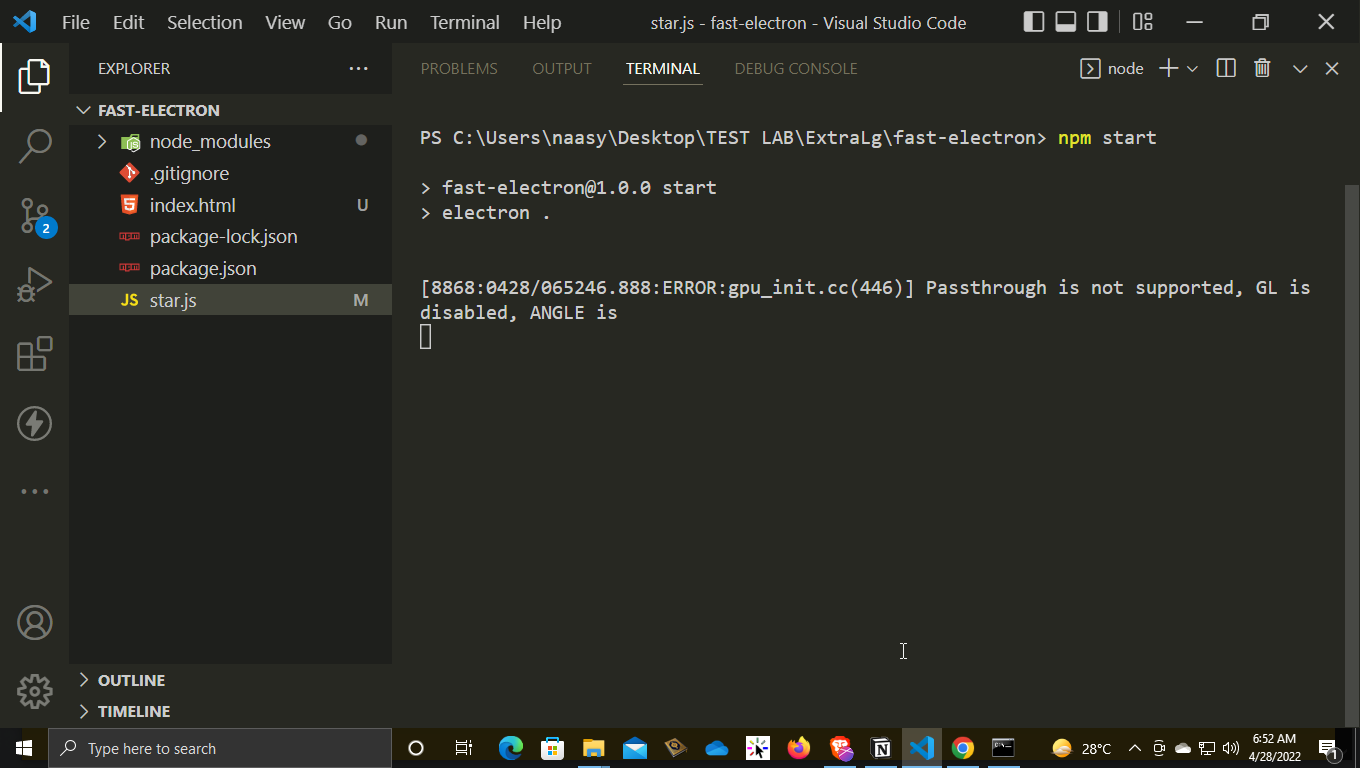 File Edit Selection View Go Run Terminal Help star.js - fast-electron - Visual Studio Code
EXPLORER
PROBLEMS OUTPUT TERMINAL DEBUG CONSOLE node
FAST-ELECTRON
node_modules
.gitignore
index.html U
package-lock.json
package.json
JS star.js M
2
OUTLINE
TIMELINE
PS C:\Users\naasy\Desktop\TEST LAB\ExtraLg\fast-electron> npm start
> fast-electron@1.0.0 start
> electron .
[8868:0428/065246.888:ERROR:gpu_init.cc(446)] Passthrough is not supported, GL is
disabled, ANGLE is
Type here to search
28°C
6:52 AM
4/28/2022
1